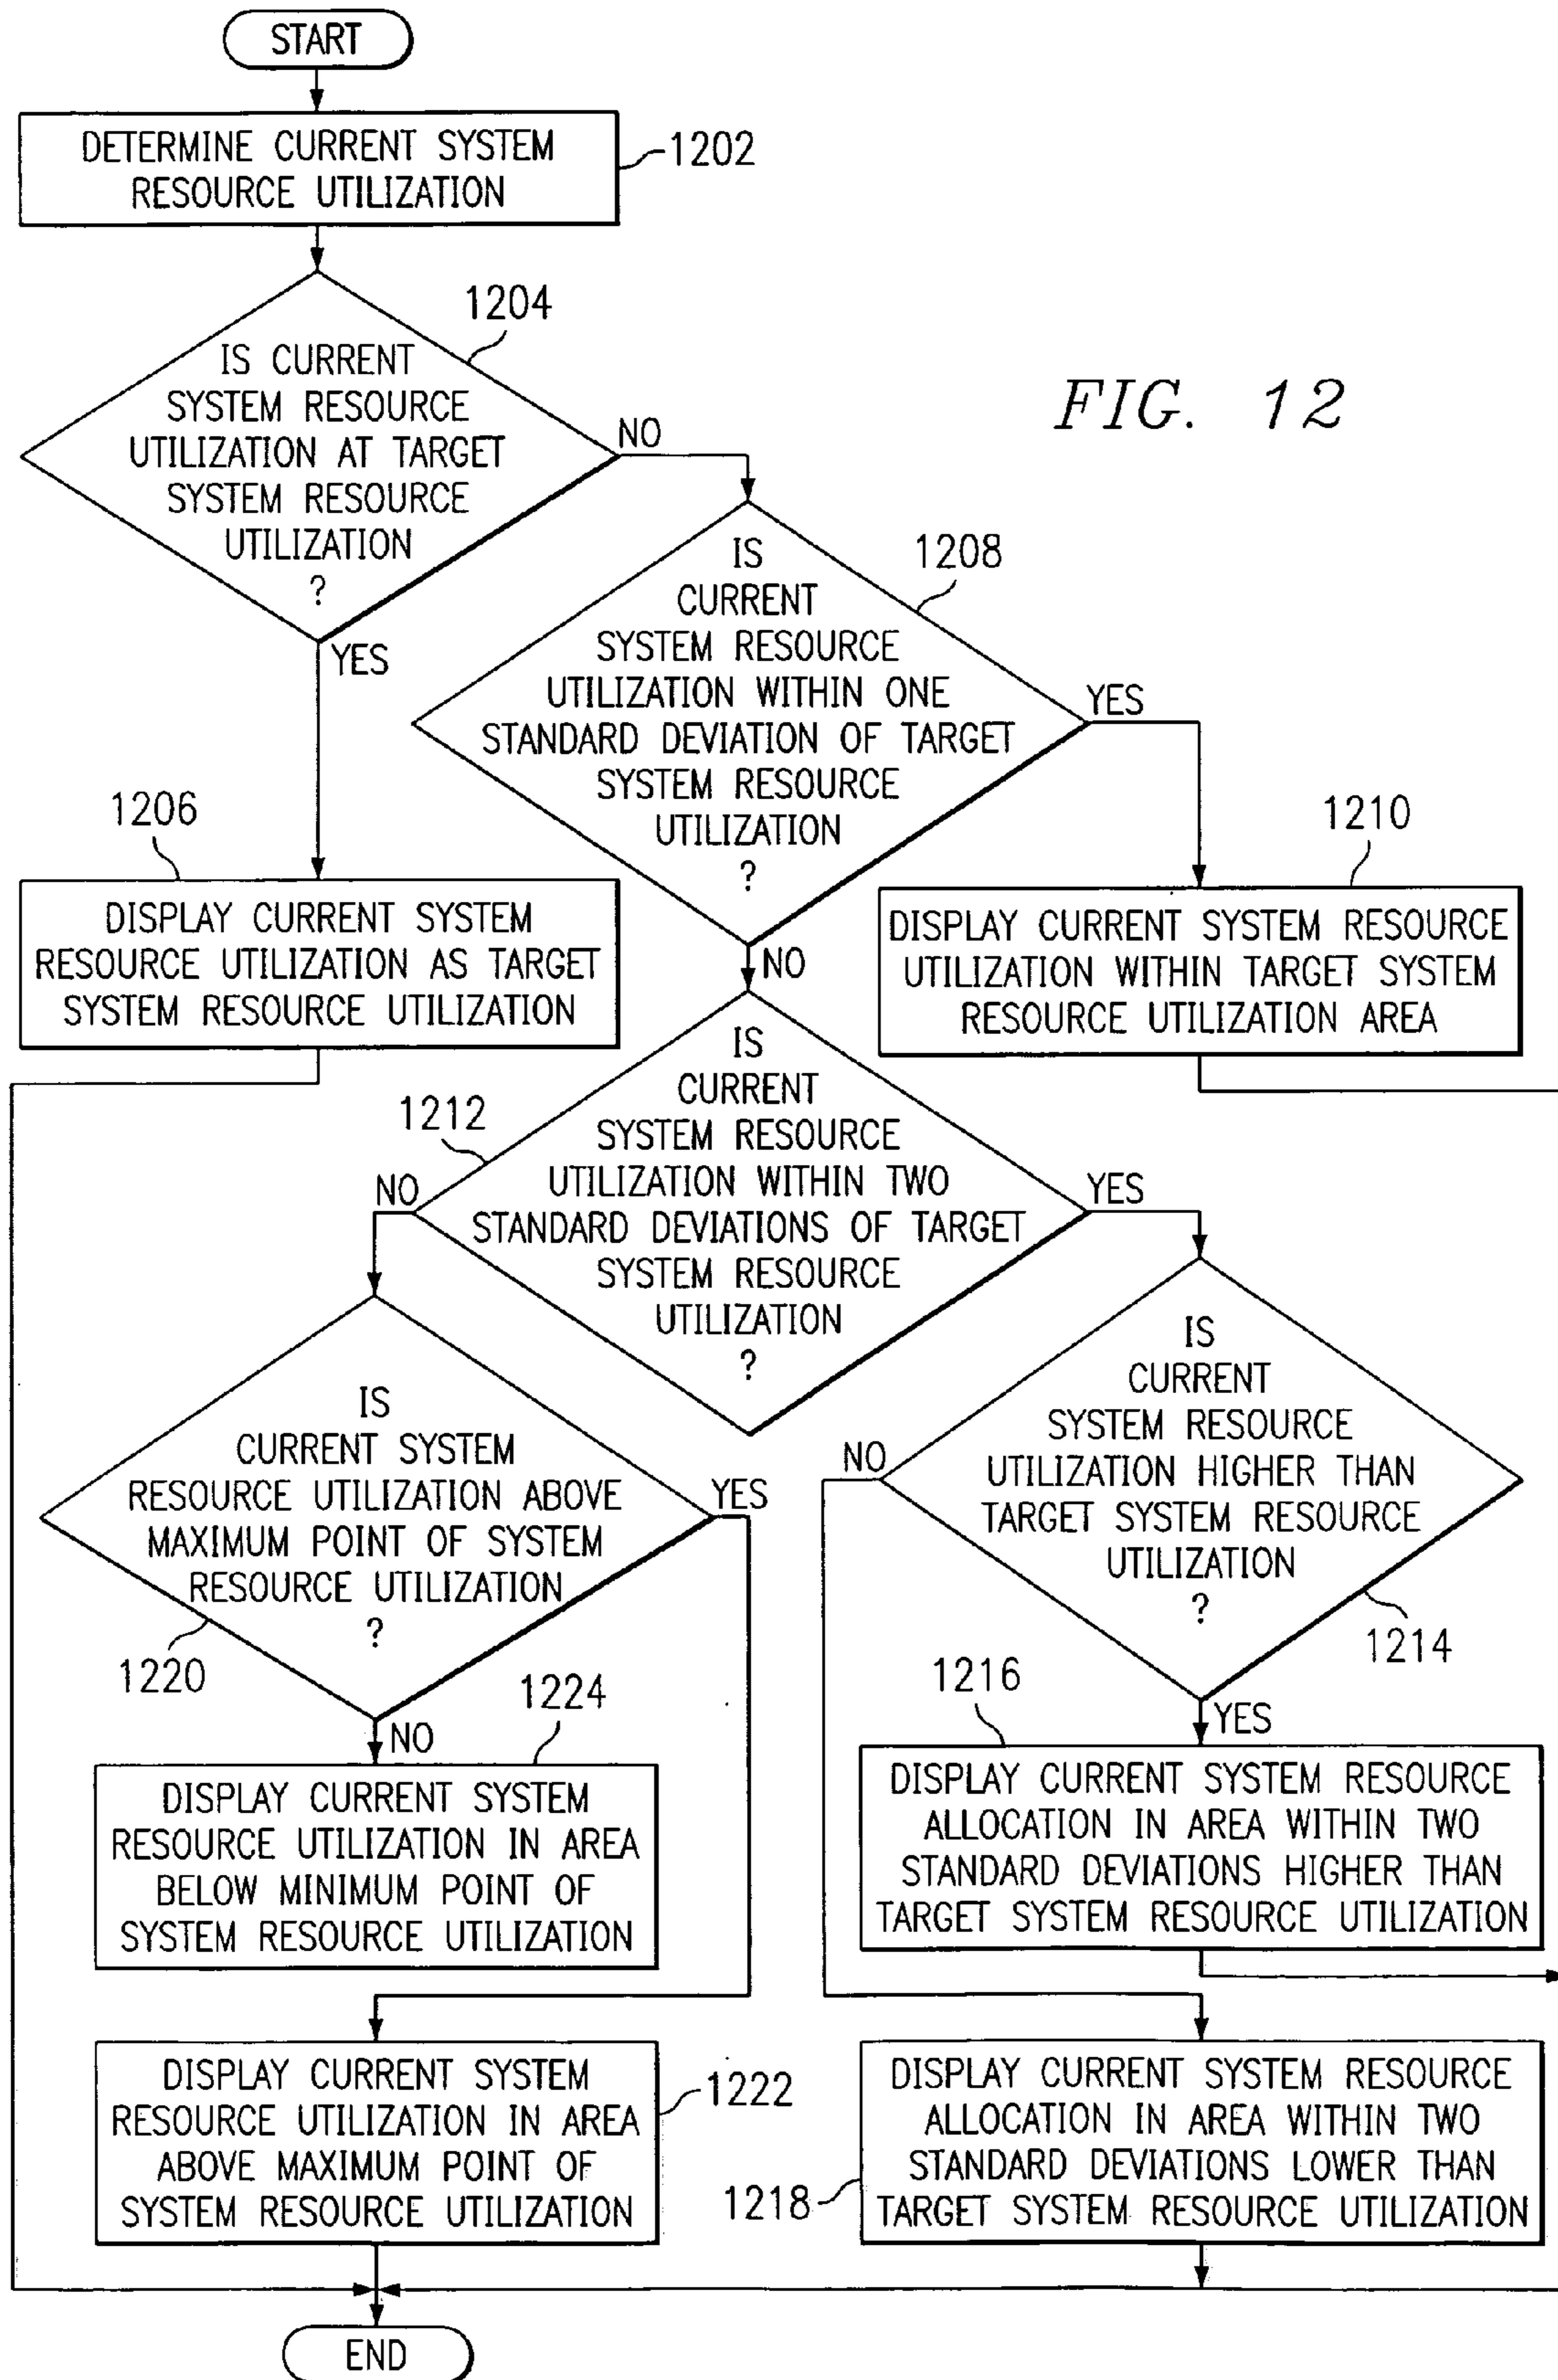 START
DETERMINE CURRENT SYSTEM
RESOURCE UTILIZATION
1202
1204
IS CURRENT
SYSTEM RESOURCE
UTILIZATION AT TARGET
SYSTEM RESOURCE
UTILIZATION
?
NO
YES
FIG. 12
1208
IS
CURRENT
SYSTEM RESOURCE
UTILIZATION WITHIN ONE
STANDARD DEVIATION OF TARGET
SYSTEM RESOURCE
UTILIZATION
?
YES
NO
1206
DISPLAY CURRENT SYSTEM
RESOURCE UTILIZATION AS TARGET
SYSTEM RESOURCE UTILIZATION
1210
DISPLAY CURRENT SYSTEM RESOURCE
UTILIZATION WITHIN TARGET SYSTEM
RESOURCE UTILIZATION AREA
1212
IS
CURRENT
SYSTEM RESOURCE
UTILIZATION WITHIN TWO
STANDARD DEVIATIONS OF TARGET
SYSTEM RESOURCE
UTILIZATION
?
NO
YES
IS
CURRENT SYSTEM
RESOURCE UTILIZATION ABOVE
MAXIMUM POINT OF SYSTEM
RESOURCE UTILIZATION
?
YES
1220
NO
IS
CURRENT
SYSTEM RESOURCE
UTILIZATION HIGHER THAN
TARGET SYSTEM RESOURCE
UTILIZATION
?
NO
1214
YES
1224
DISPLAY CURRENT SYSTEM
RESOURCE UTILIZATION IN AREA
BELOW MINIMUM POINT OF
SYSTEM RESOURCE UTILIZATION
1216
DISPLAY CURRENT SYSTEM RESOURCE
ALLOCATION IN AREA WITHIN TWO
STANDARD DEVIATIONS HIGHER THAN
TARGET SYSTEM RESOURCE UTILIZATION
DISPLAY CURRENT SYSTEM
RESOURCE UTILIZATION IN AREA
ABOVE MAXIMUM POINT OF
SYSTEM RESOURCE UTILIZATION
1222
DISPLAY CURRENT SYSTEM RESOURCE
ALLOCATION IN AREA WITHIN TWO
STANDARD DEVIATIONS LOWER THAN
TARGET SYSTEM RESOURCE UTILIZATION
1218
END